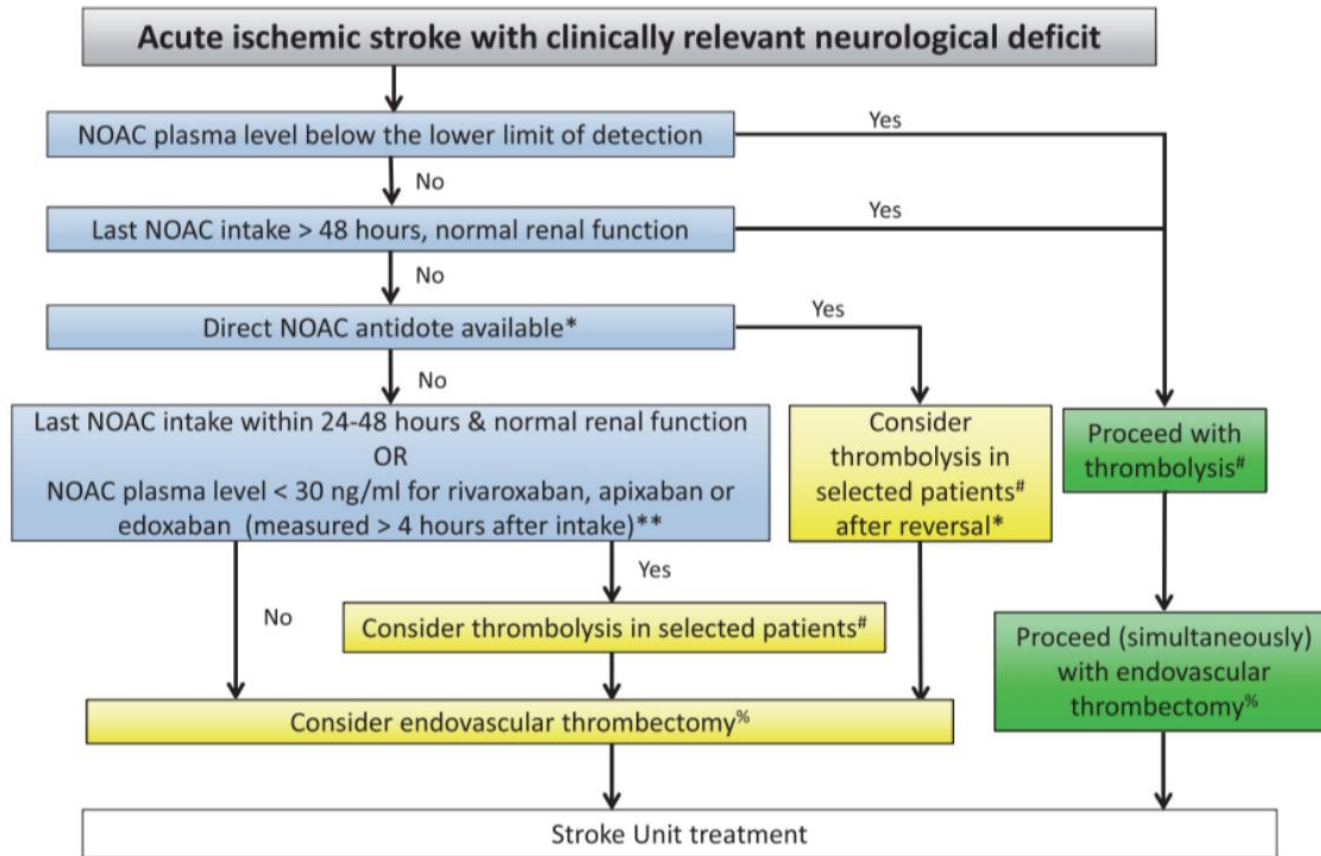 Acute ischemic stroke with clinically relevant neurological deficit
NOAC plasma level below the lower limit of detection
Yes
No
Last NOAC intake > 48 hours, normal renal function
Yes
No
Direct NOAC antidote available*
Yes
No
Last NOAC intake within 24-48 hours & normal renal function
OR
NOAC plasma level < 30 ng/ml for rivaroxaban, apixaban or
edoxaban (measured > 4 hours after intake)**
Consider
thrombolysis in
selected patients#
after reversal*
Proceed with
thrombolysis#
Yes
No
Consider thrombolysis in selected patients#
Proceed (simultaneously)
with endovascular
thrombectomy%
Consider endovascular thrombectomy%
Stroke Unit treatment